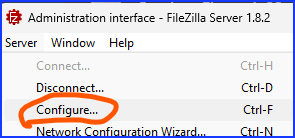 Administration interface - FileZilla Server 1.8.2
Server Window Help
Connect... Ctrl-H
Disconnect... Ctrl-D
Configure... Ctrl-F
Network Configuration Wizard... Ctrl-N